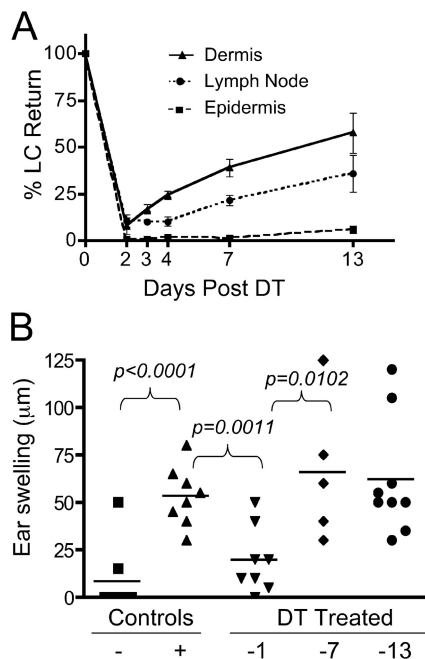 A
100
75
50
25
0
% LC Return
Dermis
Lymph Node
Epidermis
0 2 3 4 7 13
Days Post DT
B
125
100
75
50
25
0
Ear swelling (μm)
p<0.0001
p=0.0011
p=0.0102
Controls DT Treated
- + -1 -7 -13